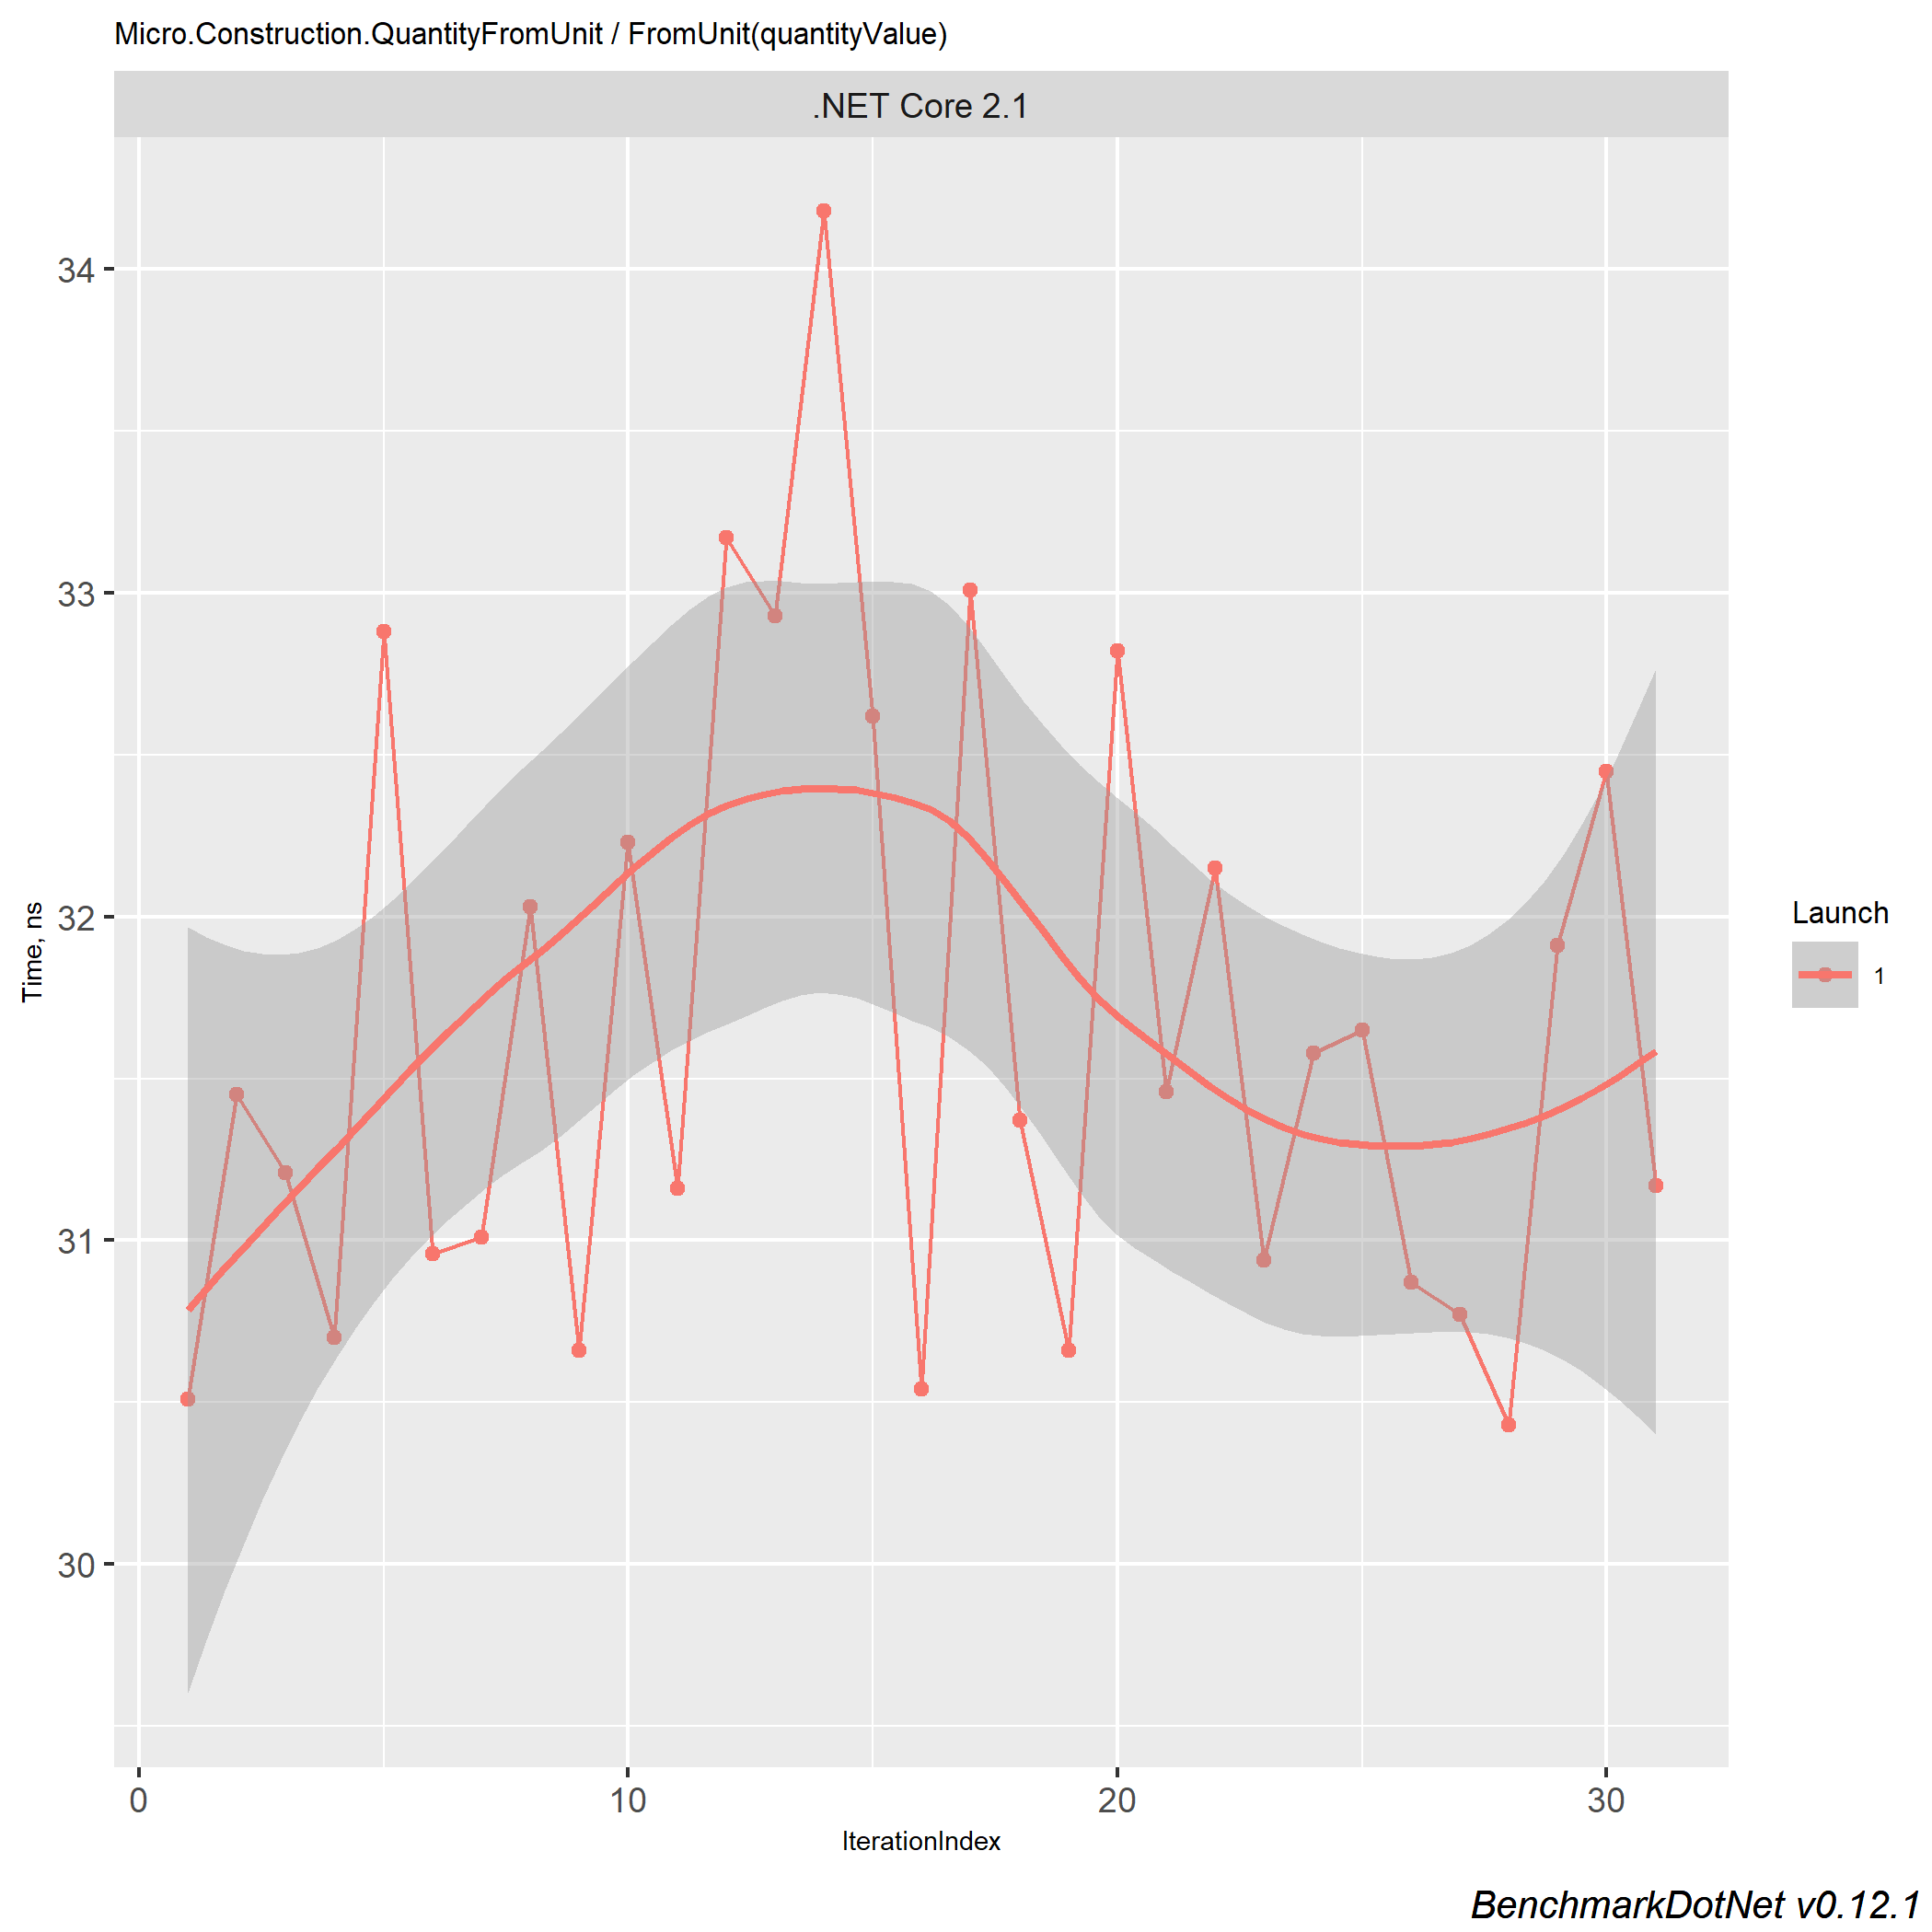 Micro.Construction.QuantityFromUnit / FromUnit(quantityValue)
.NET Core 2.1
34
33
32
31
30
Time, ns
0 10 20 30
IterationIndex
Launch
1
BenchmarkDotNet v0.12.1